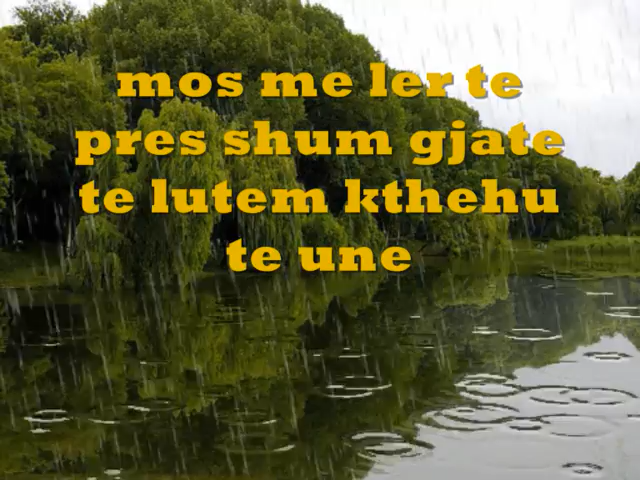 mos me ler te
pres shum gjate
te lutem kthehu
te une